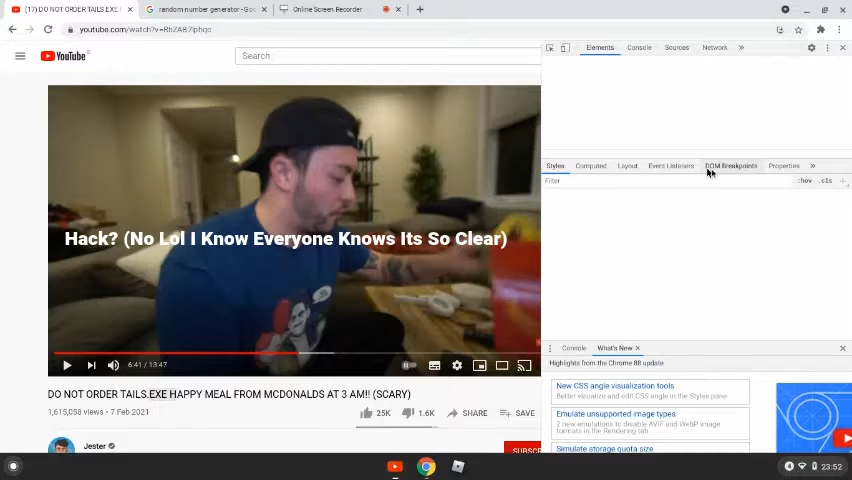 (17) DO NOT ORDER TAILS.EXE
random number generator - Goo
Online Screen Recorder
youtube.com/watch?v=RhZAB7lphqc
YouTube
Search
Elements Console Sources Network »
Styles Computed Layout Event Listeners DOM Breakpoints Properties »
Filter
:hov .cls +
Hack? (No Lol I Know Everyone Knows Its So Clear)
6:41 / 13:47
DO NOT ORDER TAILS.EXE HAPPY MEAL FROM MCDONALDS AT 3 AM!! (SCARY)
1,615,058 views • 7 Feb 2021
25K 1.6K SHARE SAVE
Jester
SUBSC
Console What's New
Highlights from the Chrome 88 update
New CSS angle visualization tools
Better visualize and edit CSS angle in the Styles pane
Emulate unsupported image types
2 new emulations to disable AVIF and WebP image
formats in the Rendering tab
Simulate storage quota size
23:52